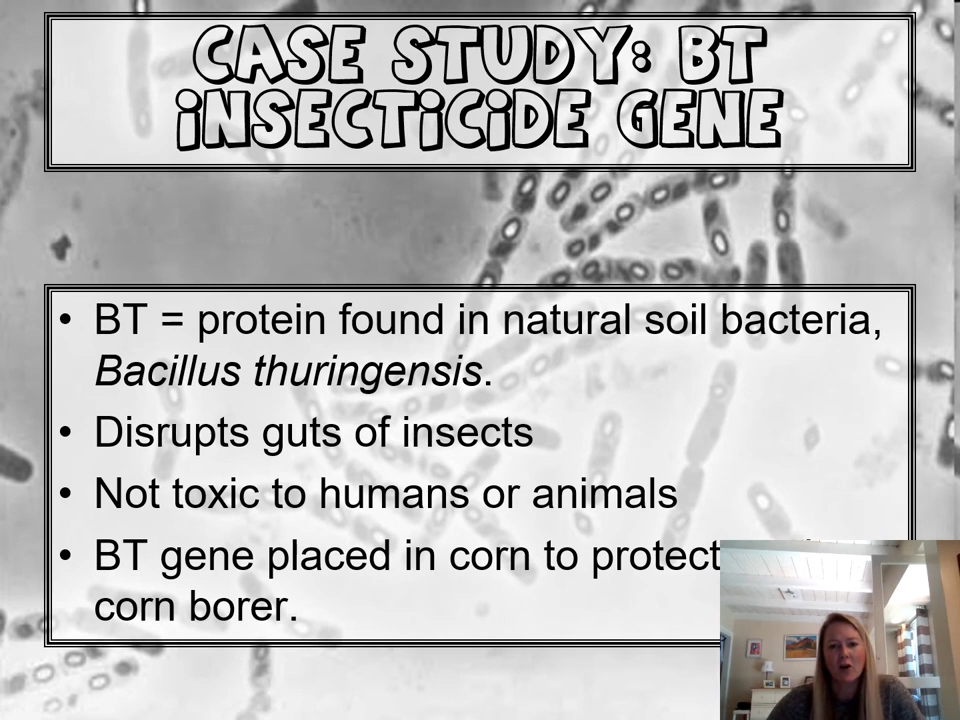 CASE STUDY: BT
INSECTICIDE GENE
• BT = protein found in natural soil bacteria,
Bacillus thuringensis.
• Disrupts guts of insects
• Not toxic to humans or animals
• BT gene placed in corn to protect
corn borer.